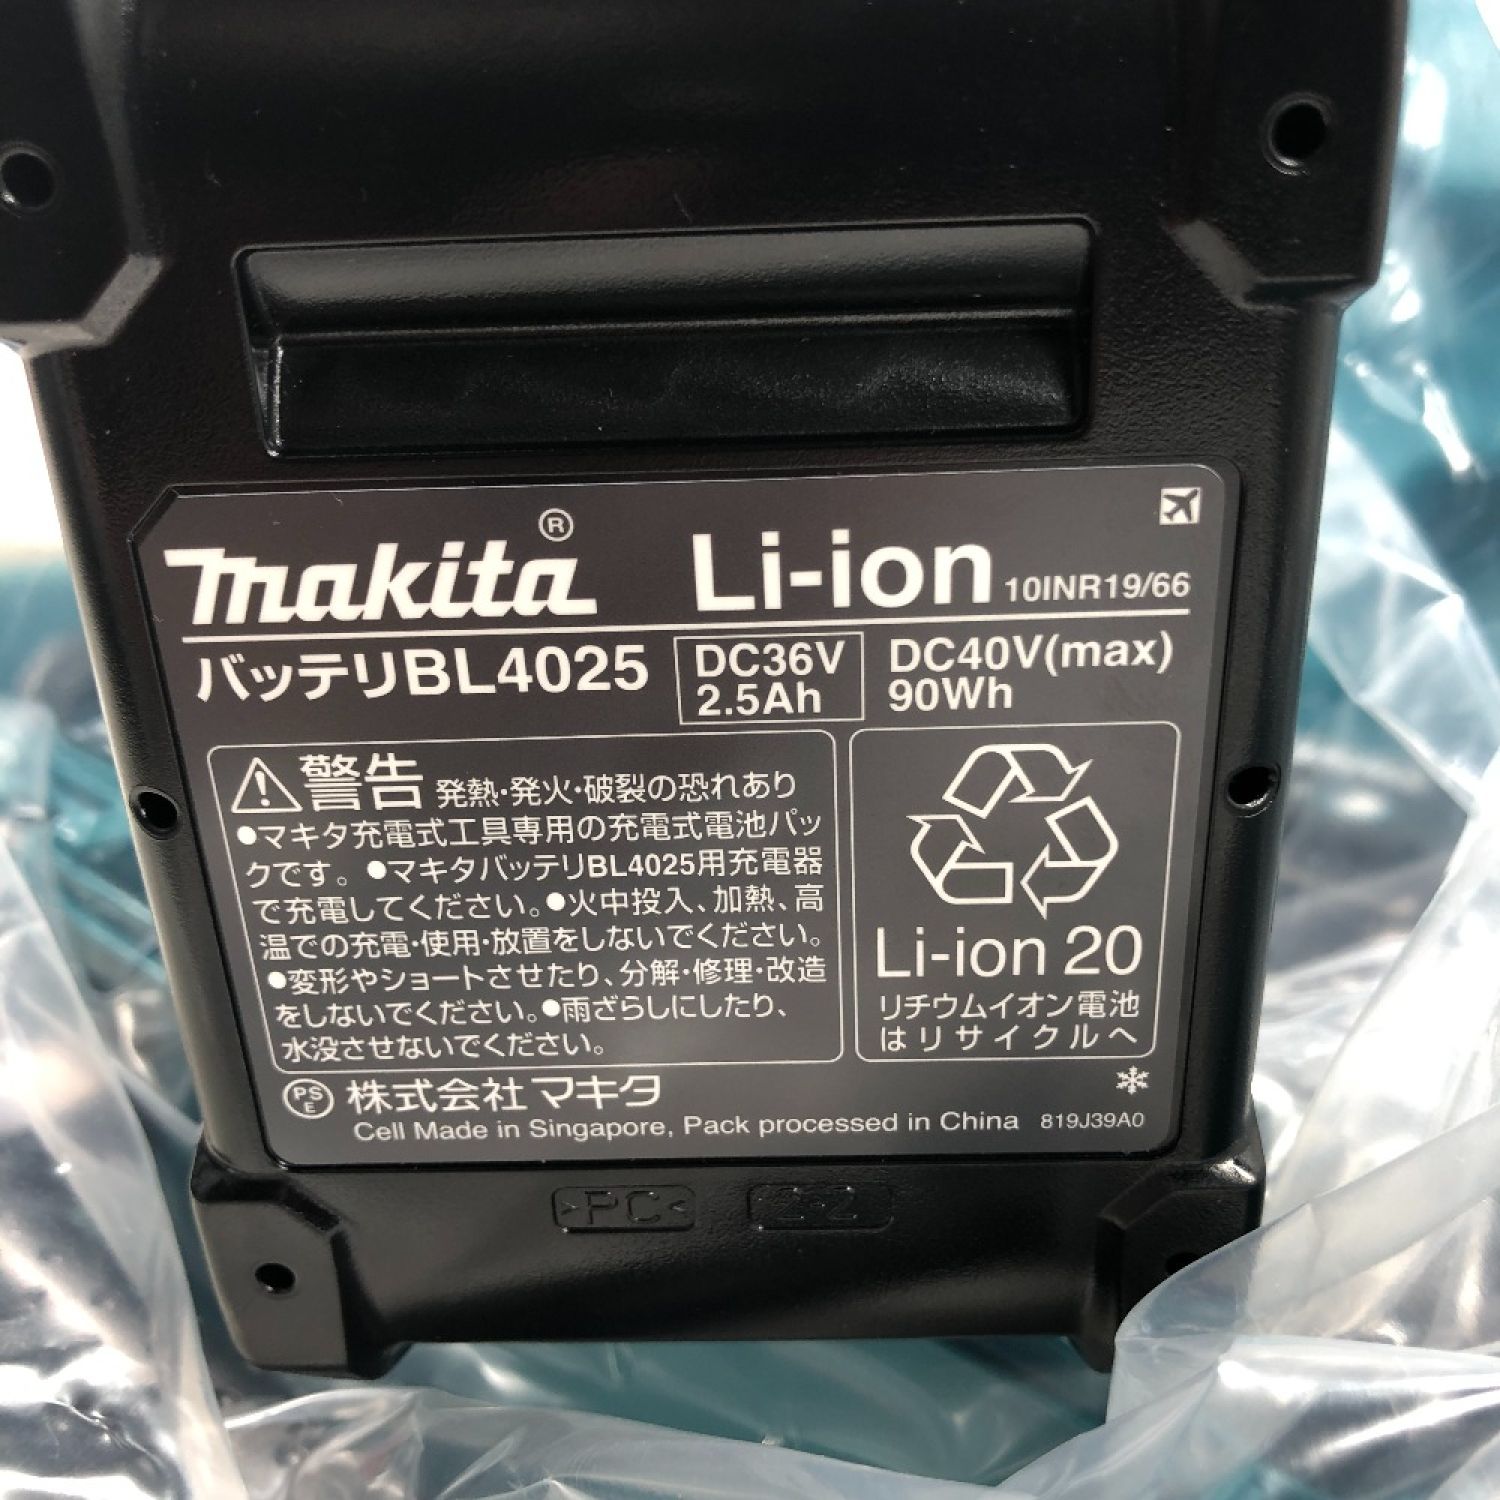 makita®
Li-ion 10INR19/66
バッテリBL4025
DC36V
2.5Ah
DC40V(max)
90Wh
警告 発熱・発火・破裂の恐れあり
●マキタ充電式工具専用の充電式電池パッ
クです。●マキタバッテリBL4025用充電器
で充電してください。●火中投入、加熱、高
温での充電・使用・放置をしないでください。
●変形やショートさせたり、分解・修理・改造
をしないでください。●雨ざらしにしたり、
水没させないでください。
Li-ion 20
リチウムイオン電池
はリサイクルへ
PS
E
株式会社マキタ
Cell Made in Singapore, Pack processed in China 819J39A0
>PC<
2-2